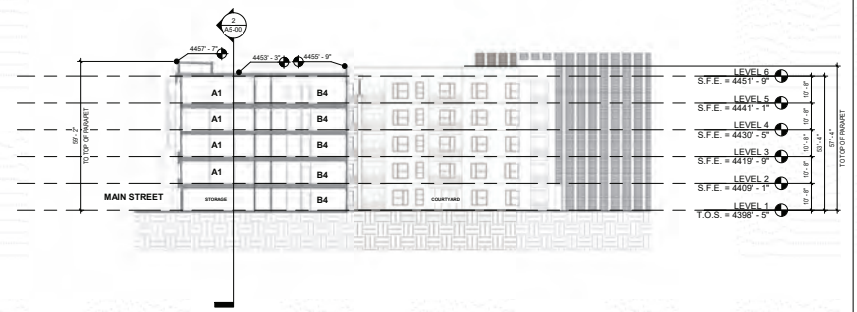 2
A5-00
4457' - 7"
4453' - 3"
4455' - 9"
LEVEL 6
S.F.E. = 4451' - 9"
A1
B4
10' - 8"
LEVEL 5
S.F.E. = 4441' - 1"
A1
B4
10' - 8"
LEVEL 4
S.F.E. = 4430' - 5"
59' - 2"
TO TOP OF PARAPET
A1
B4
10' - 8"
53' - 4"
57' - 4"
TO TOP OF PARAPET
LEVEL 3
S.F.E. = 4419' - 9"
A1
B4
10' - 8"
LEVEL 2
S.F.E. = 4409' - 1"
MAIN STREET
STORAGE
B4
COURTYARD
10' - 8"
LEVEL 1
T.O.S. = 4398' - 5"